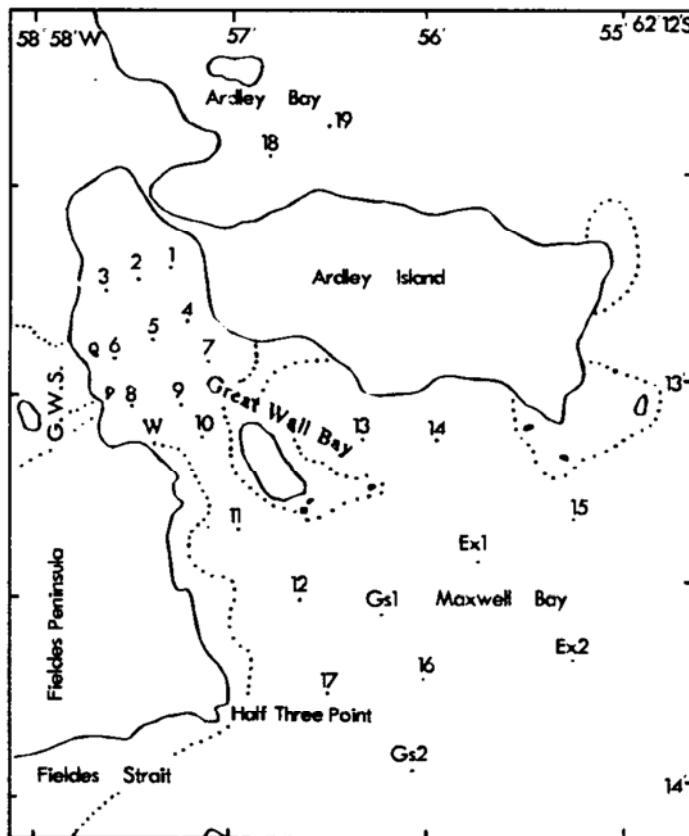 58° 58' W 57' 56' 55' 62° 12' S
Ardley Bay
19
18
1
2
3
Ardley Island
4
5
Q 6 7
13'
G.W.S.
P 8 9 10
W
Great Wall Bay
13 14
11
15
Ex1
12
Gs1 Maxwell Bay
Fieldes Peninsula
Ex2
16
17
Half Three Point
Gs2
Fieldes Strait
14'